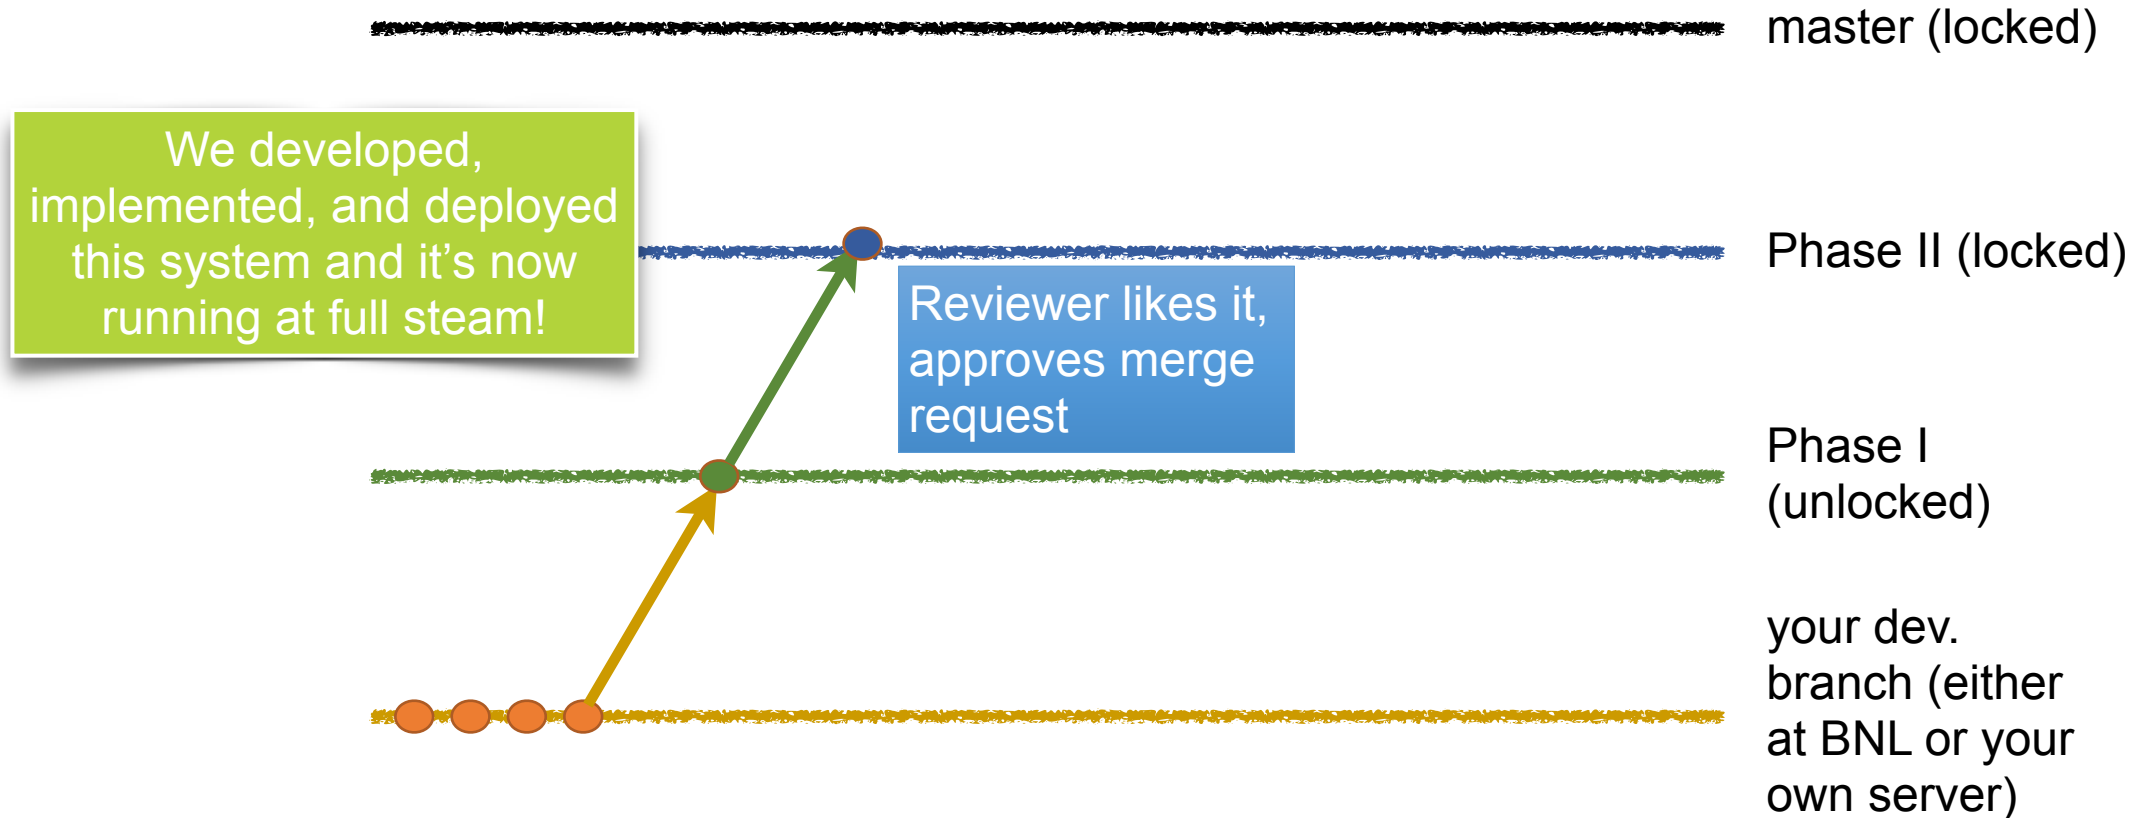 master (locked)
We developed,
implemented, and deployed
this system and it's now
running at full steam!
Phase II (locked)
Reviewer likes it,
approves merge
request
Phase I
(unlocked)
your dev.
branch (either
at BNL or your
own server)